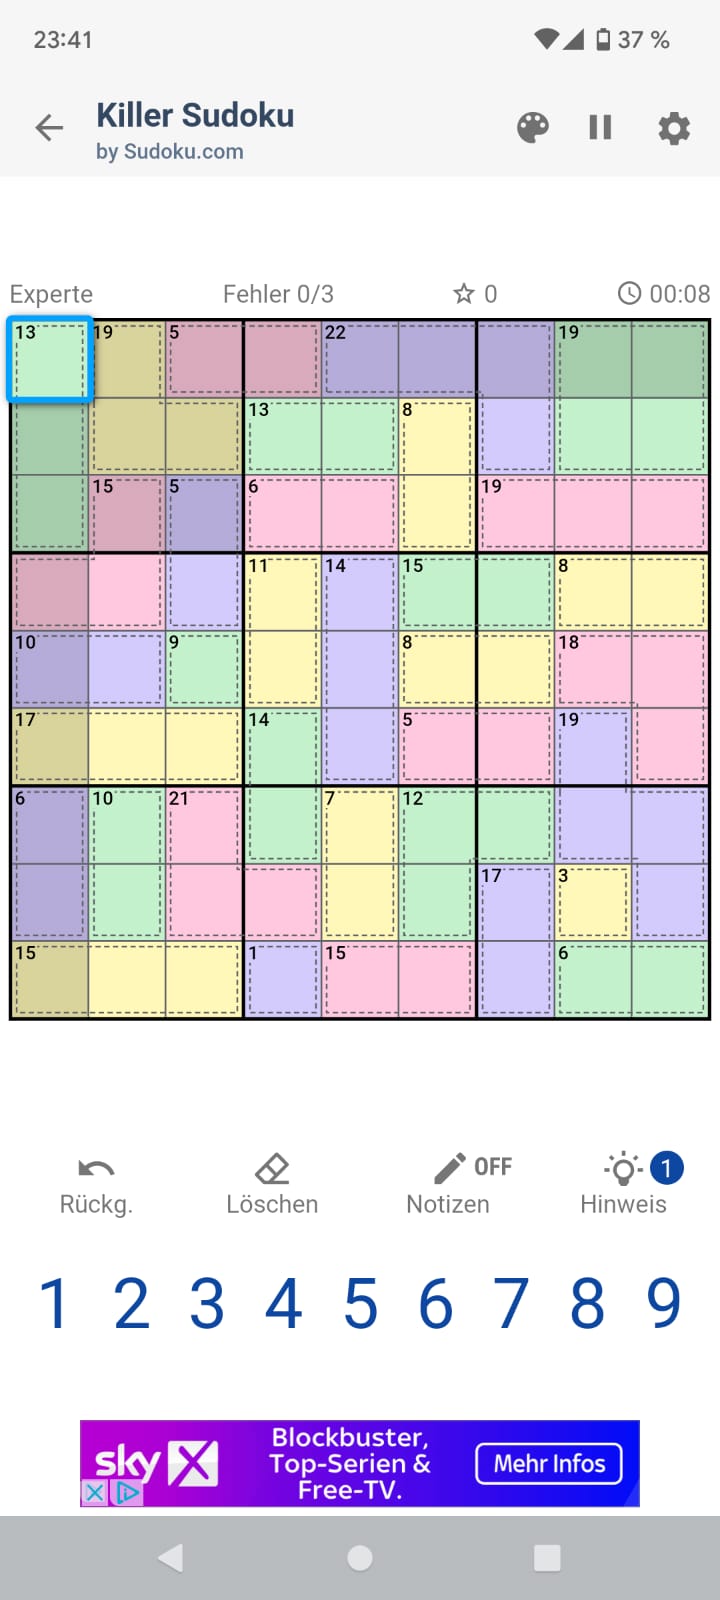 23:41 37 %
Killer Sudoku
by Sudoku.com
Experte Fehler 0/3 0 00:08
13 19 5 22 19
13 8
15 5 6 19
11 14 15 8
10 9 8 18
17 14 5 19
6 10 21 7 12
17 3
15 1 15 6
OFF 1
Rückg. Löschen Notizen Hinweis
1 2 3 4 5 6 7 8 9
sky X
Blockbuster,
Top-Serien &
Free-TV.
Mehr Infos